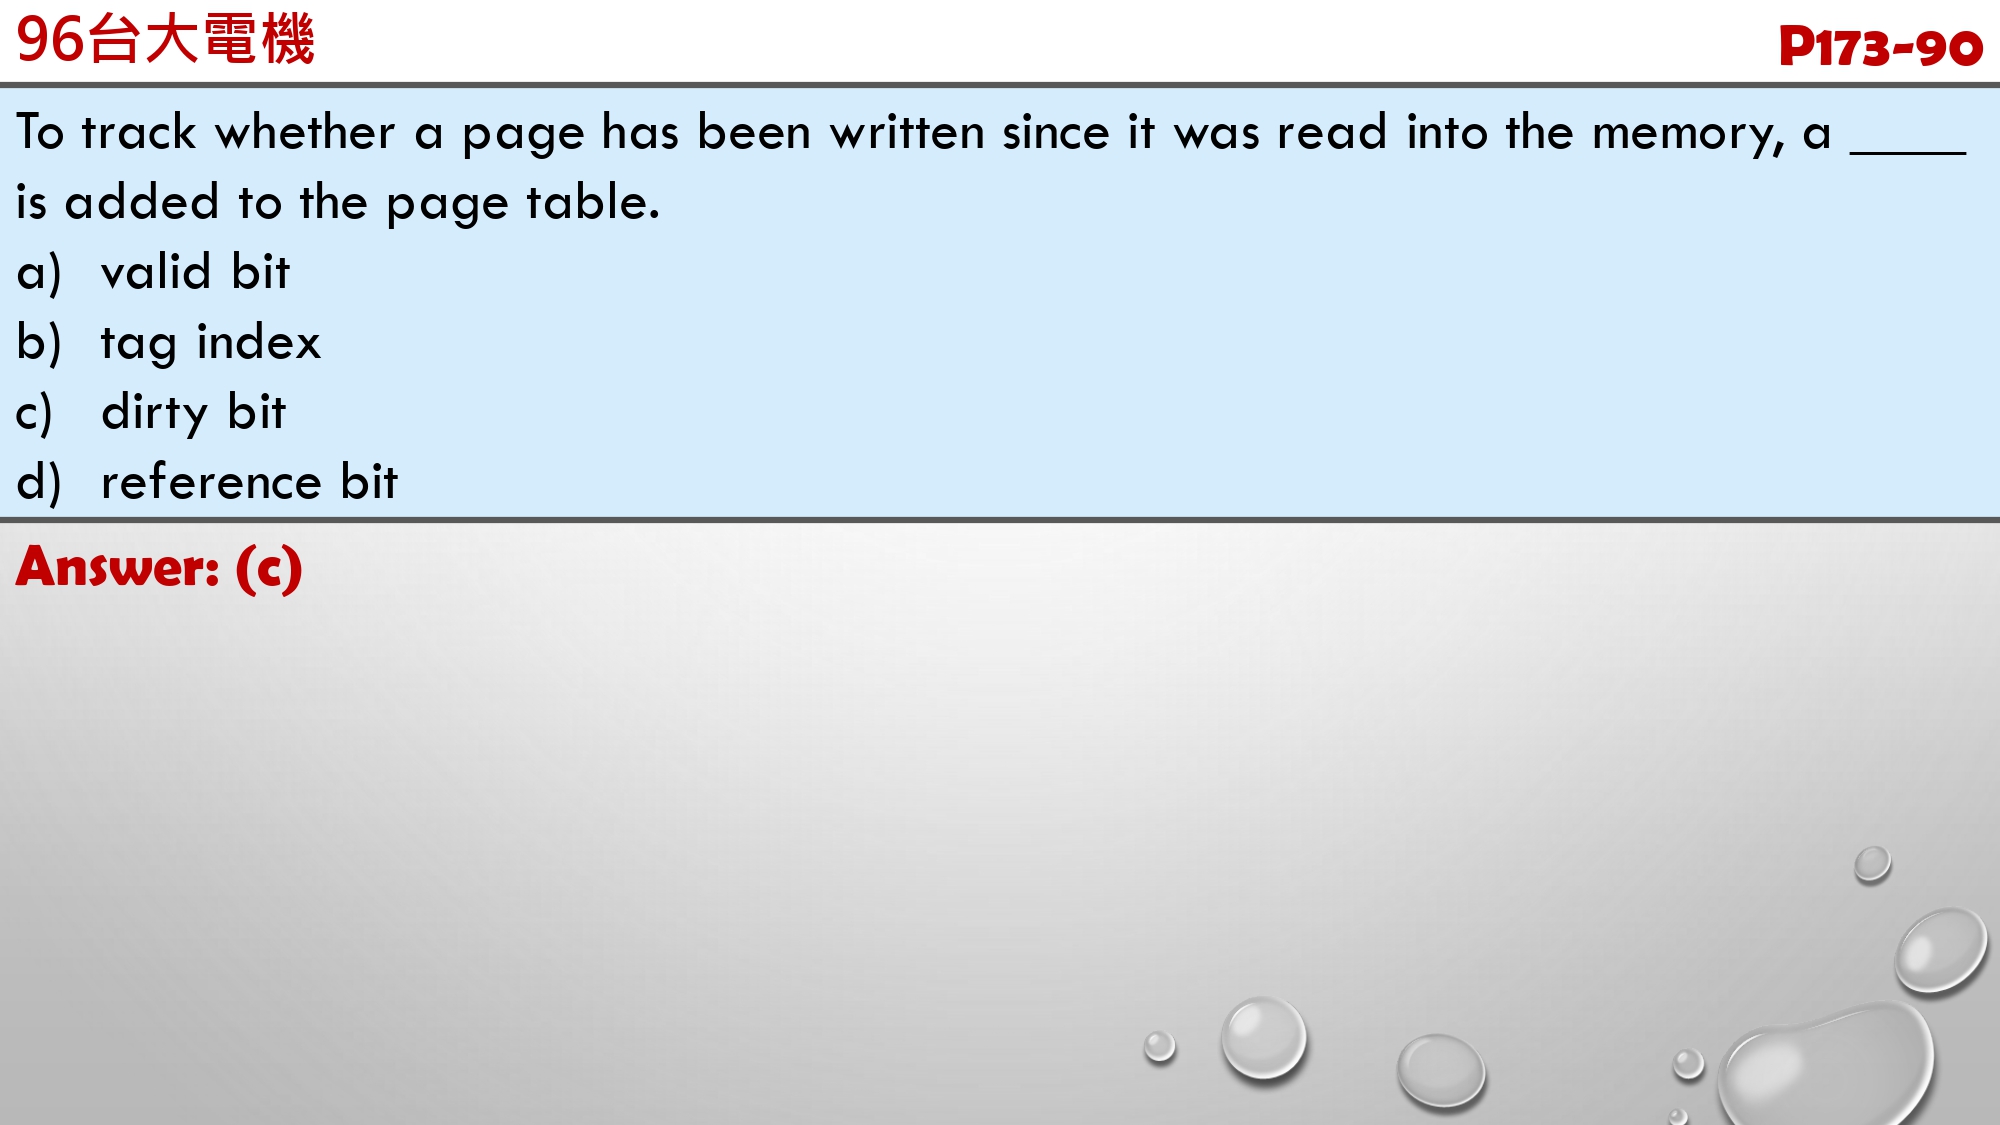 96台大電機
P173-90
To track whether a page has been written since it was read into the memory, a ____
is added to the page table.
a) valid bit
b) tag index
c) dirty bit
d) reference bit
Answer: (c)